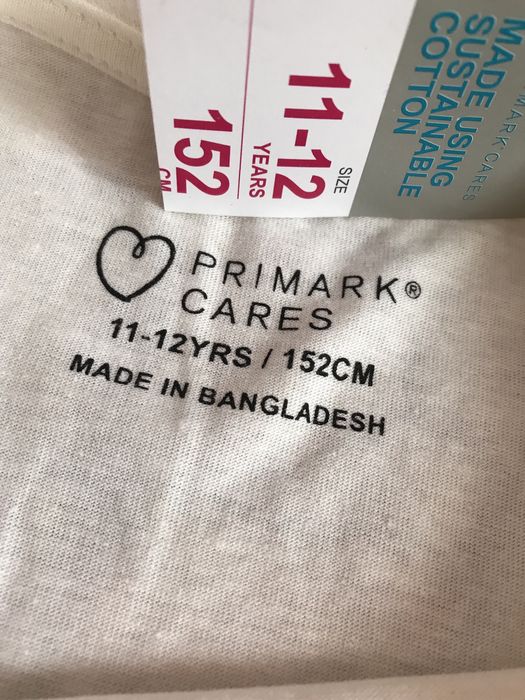 MARK CARES
MADE USING
SUSTAINABLE
COTTON
SIZE
11-12
YEARS
152
CM
PRIMARK®
CARES
11-12YRS / 152CM
MADE IN BANGLADESH